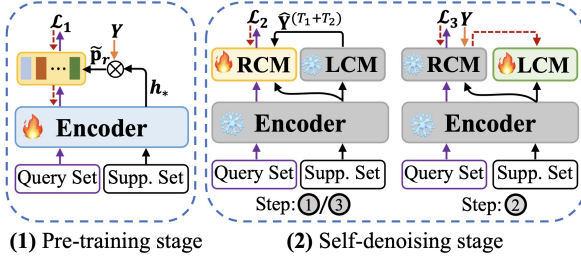 ℒ₁ Y
p̃ᵣ ⊗
... h*
Encoder
Query Set Supp. Set
(1) Pre-training stage
ℒ₂ Ŷ^(T₁+T₂)
RCM LCM
Encoder
Query Set Supp. Set
Step: ①/③
ℒ₃ Y
RCM LCM
Encoder
Query Set Supp. Set
Step: ②
(2) Self-denoising stage